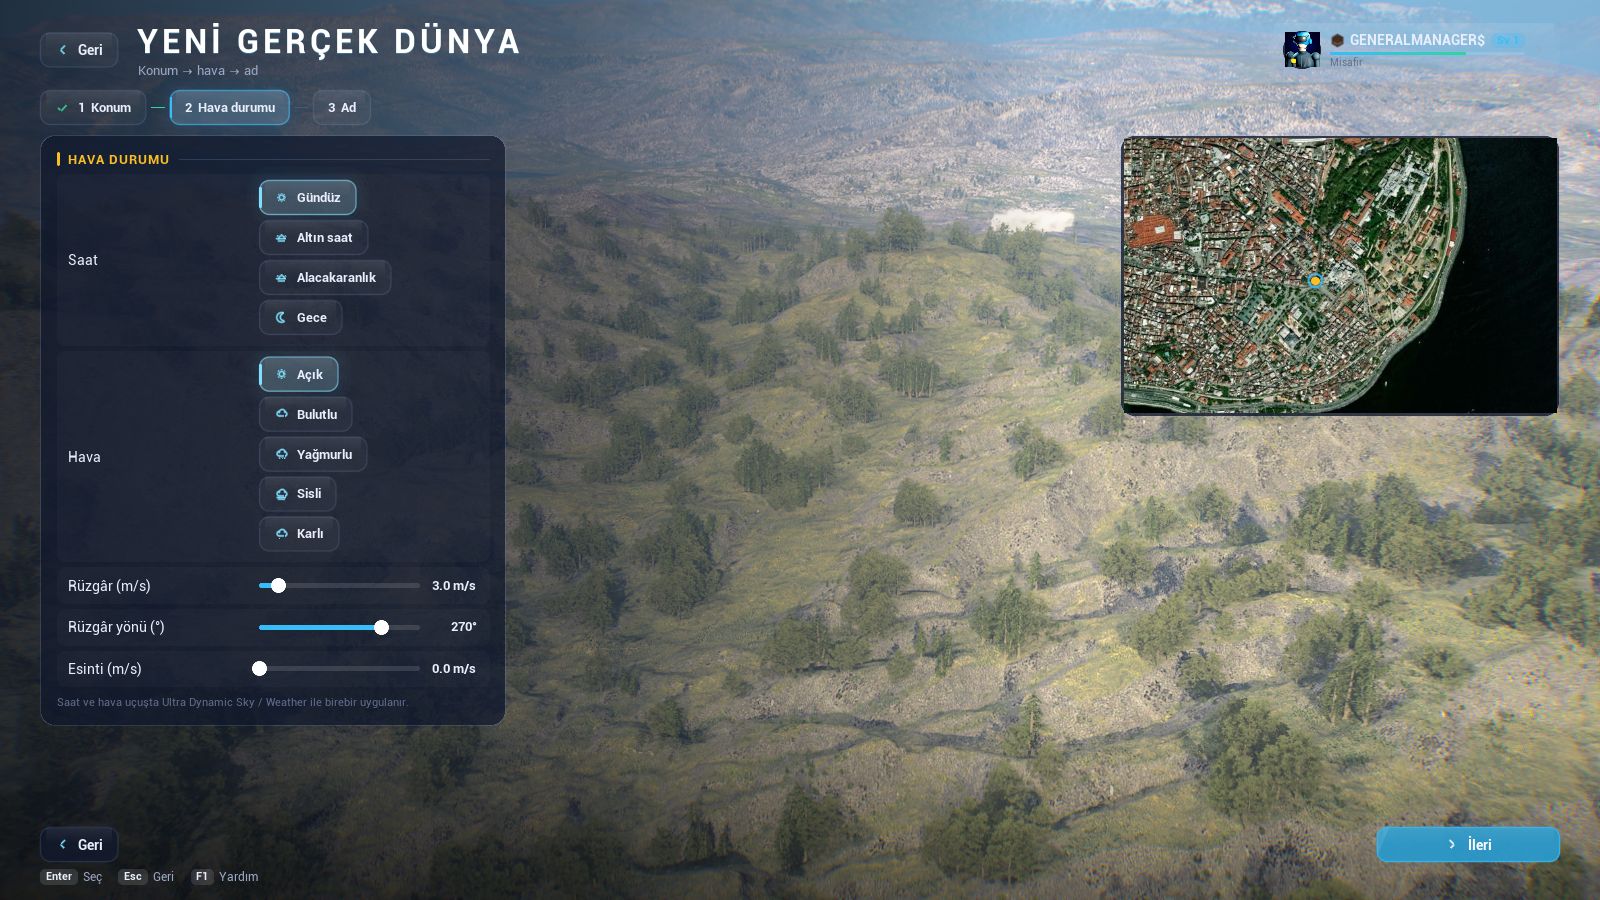 Geri
YENİ GERÇEK DÜNYA
Konum → hava → ad
GENERALMANAGER$ Sv 1
Misafir
1 Konum
2 Hava durumu
3 Ad
HAVA DURUMU
Saat
Gündüz
Altın saat
Alacakaranlık
Gece
Hava
Açık
Bulutlu
Yağmurlu
Sisli
Karlı
Rüzgâr (m/s) 3.0 m/s
Rüzgâr yönü (°) 270°
Esinti (m/s) 0.0 m/s
Saat ve hava uçuşta Ultra Dynamic Sky / Weather ile birebir uygulanır.
Geri
İleri
Enter Seç Esc Geri F1 Yardım